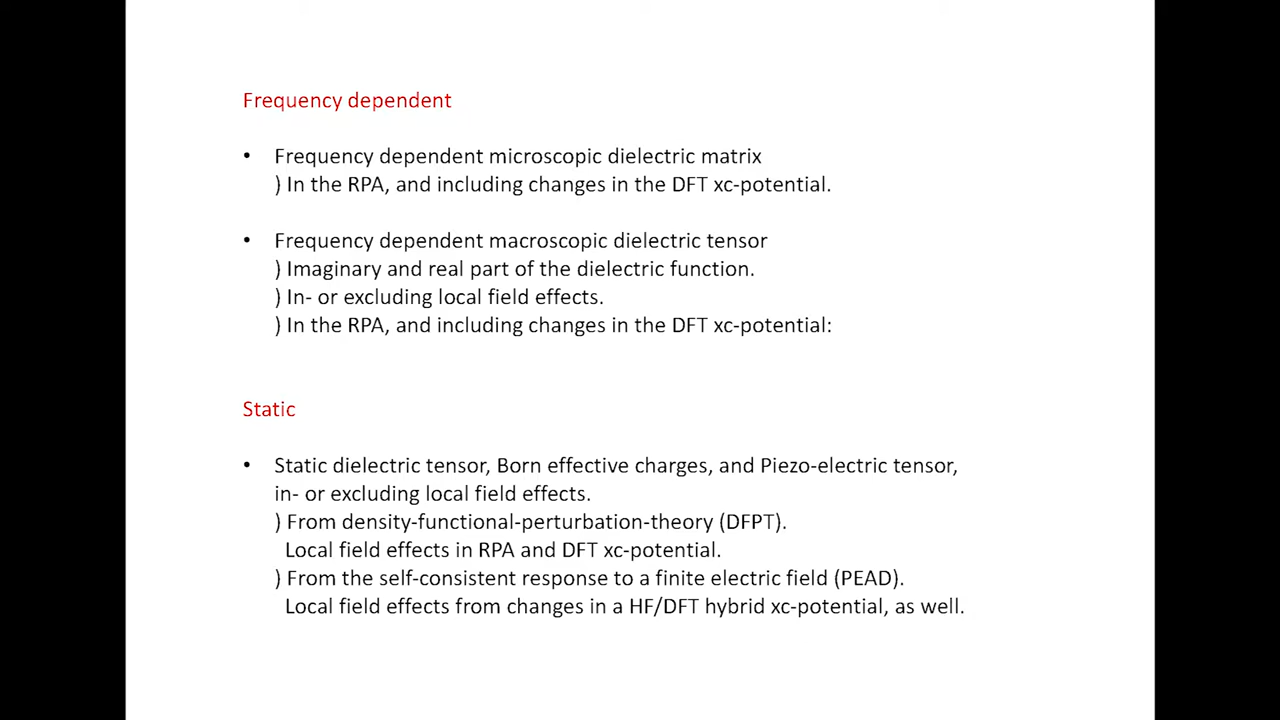 Frequency dependent
• Frequency dependent microscopic dielectric matrix
) In the RPA, and including changes in the DFT xc-potential.
• Frequency dependent macroscopic dielectric tensor
) Imaginary and real part of the dielectric function.
) In- or excluding local field effects.
) In the RPA, and including changes in the DFT xc-potential:
Static
• Static dielectric tensor, Born effective charges, and Piezo-electric tensor,
in- or excluding local field effects.
) From density-functional-perturbation-theory (DFPT).
Local field effects in RPA and DFT xc-potential.
) From the self-consistent response to a finite electric field (PEAD).
Local field effects from changes in a HF/DFT hybrid xc-potential, as well.